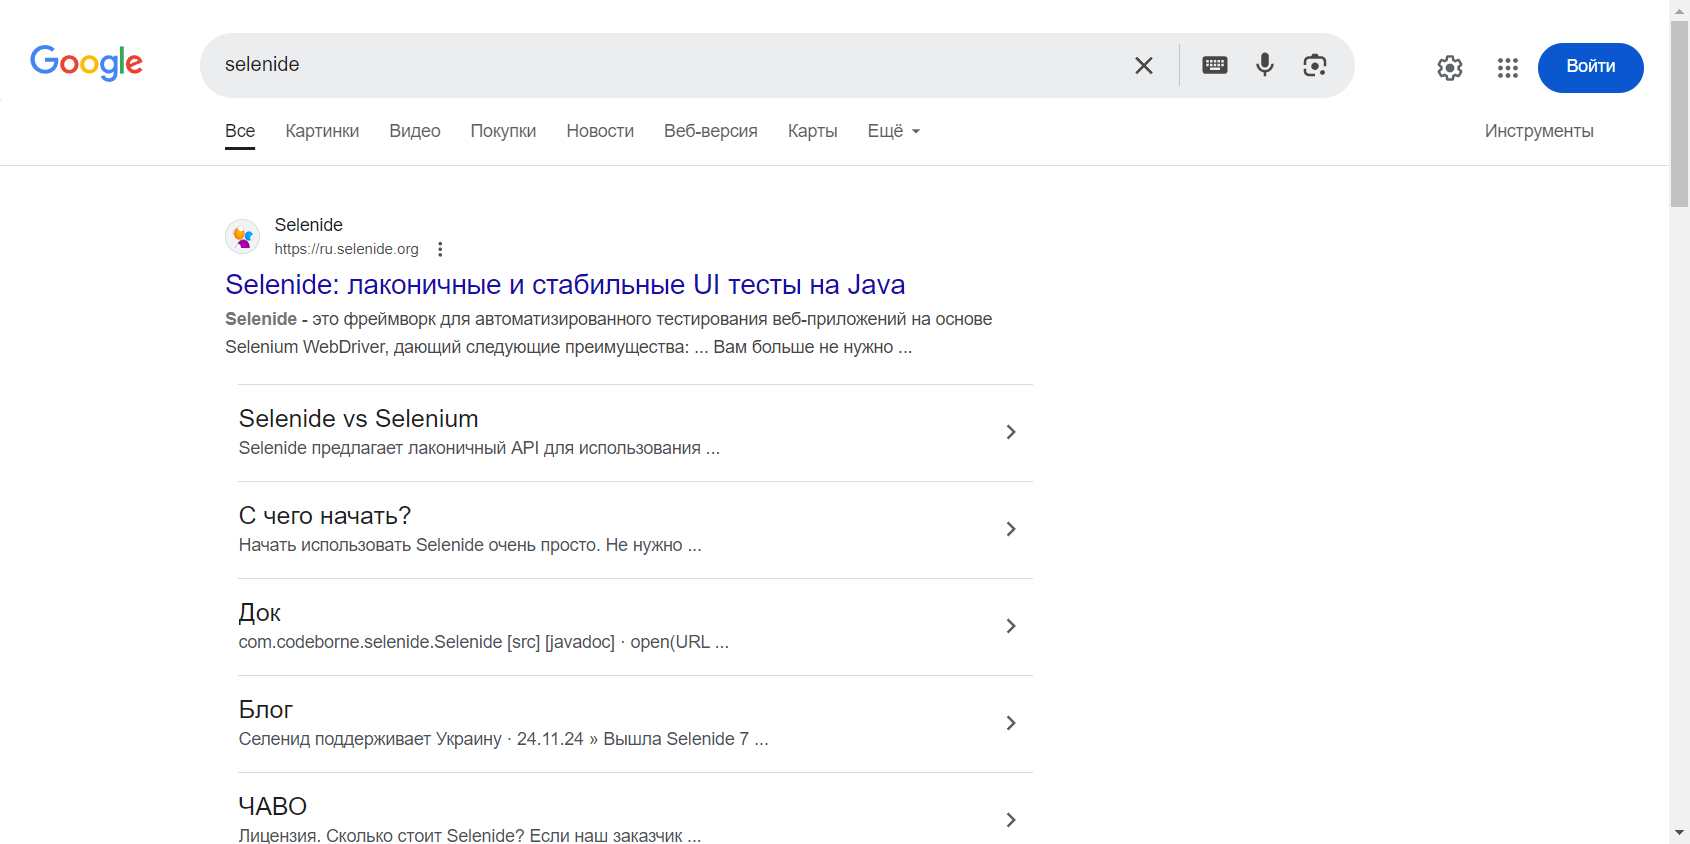 Google
selenide
Войти
Все Картинки Видео Покупки Новости Веб-версия Карты Ещё Инструменты
Selenide
https://ru.selenide.org
Selenide: лаконичные и стабильные UI тесты на Java
Selenide - это фреймворк для автоматизированного тестирования веб-приложений на основе
Selenium WebDriver, дающий следующие преимущества: ... Вам больше не нужно ...
Selenide vs Selenium
Selenide предлагает лаконичный API для использования ...
С чего начать?
Начать использовать Selenide очень просто. Не нужно ...
Док
com.codeborne.selenide.Selenide [src] [javadoc] · open(URL ...
Блог
Селенид поддерживает Украину · 24.11.24 » Вышла Selenide 7 ...
ЧАВО
Лицензия. Сколько стоит Selenide? Если наш заказчик ...